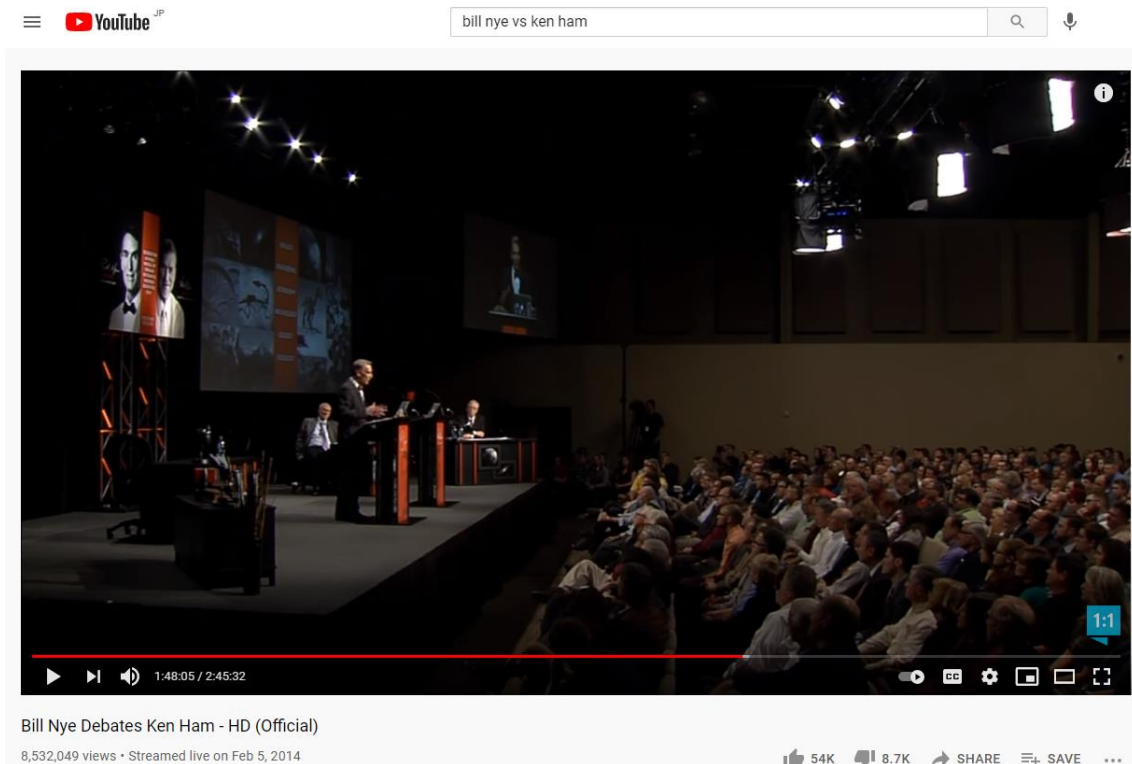 YouTube JP
bill nye vs ken ham
1:1
1:48:05 / 2:45:32
CC
Bill Nye Debates Ken Ham - HD (Official)
8,532,049 views • Streamed live on Feb 5, 2014
54K 8.7K SHARE SAVE ...